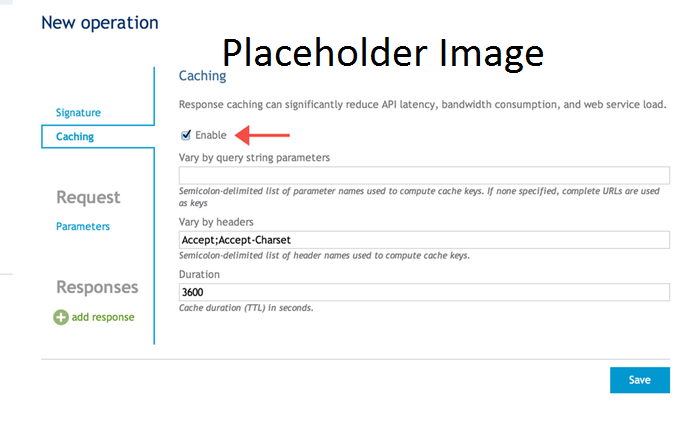 New operation
Placeholder Image
Caching
Response caching can significantly reduce API latency, bandwidth consumption, and web service load.
Signature
Caching
Enable
Vary by query string parameters
Semicolon-delimited list of parameter names used to compute cache keys. If none specified, complete URLs are used
as keys
Request
Parameters
Vary by headers
Accept;Accept-Charset
Semicolon-delimited list of header names used to compute cache keys.
Responses
add response
Duration
3600
Cache duration (TTL) in seconds.
Save